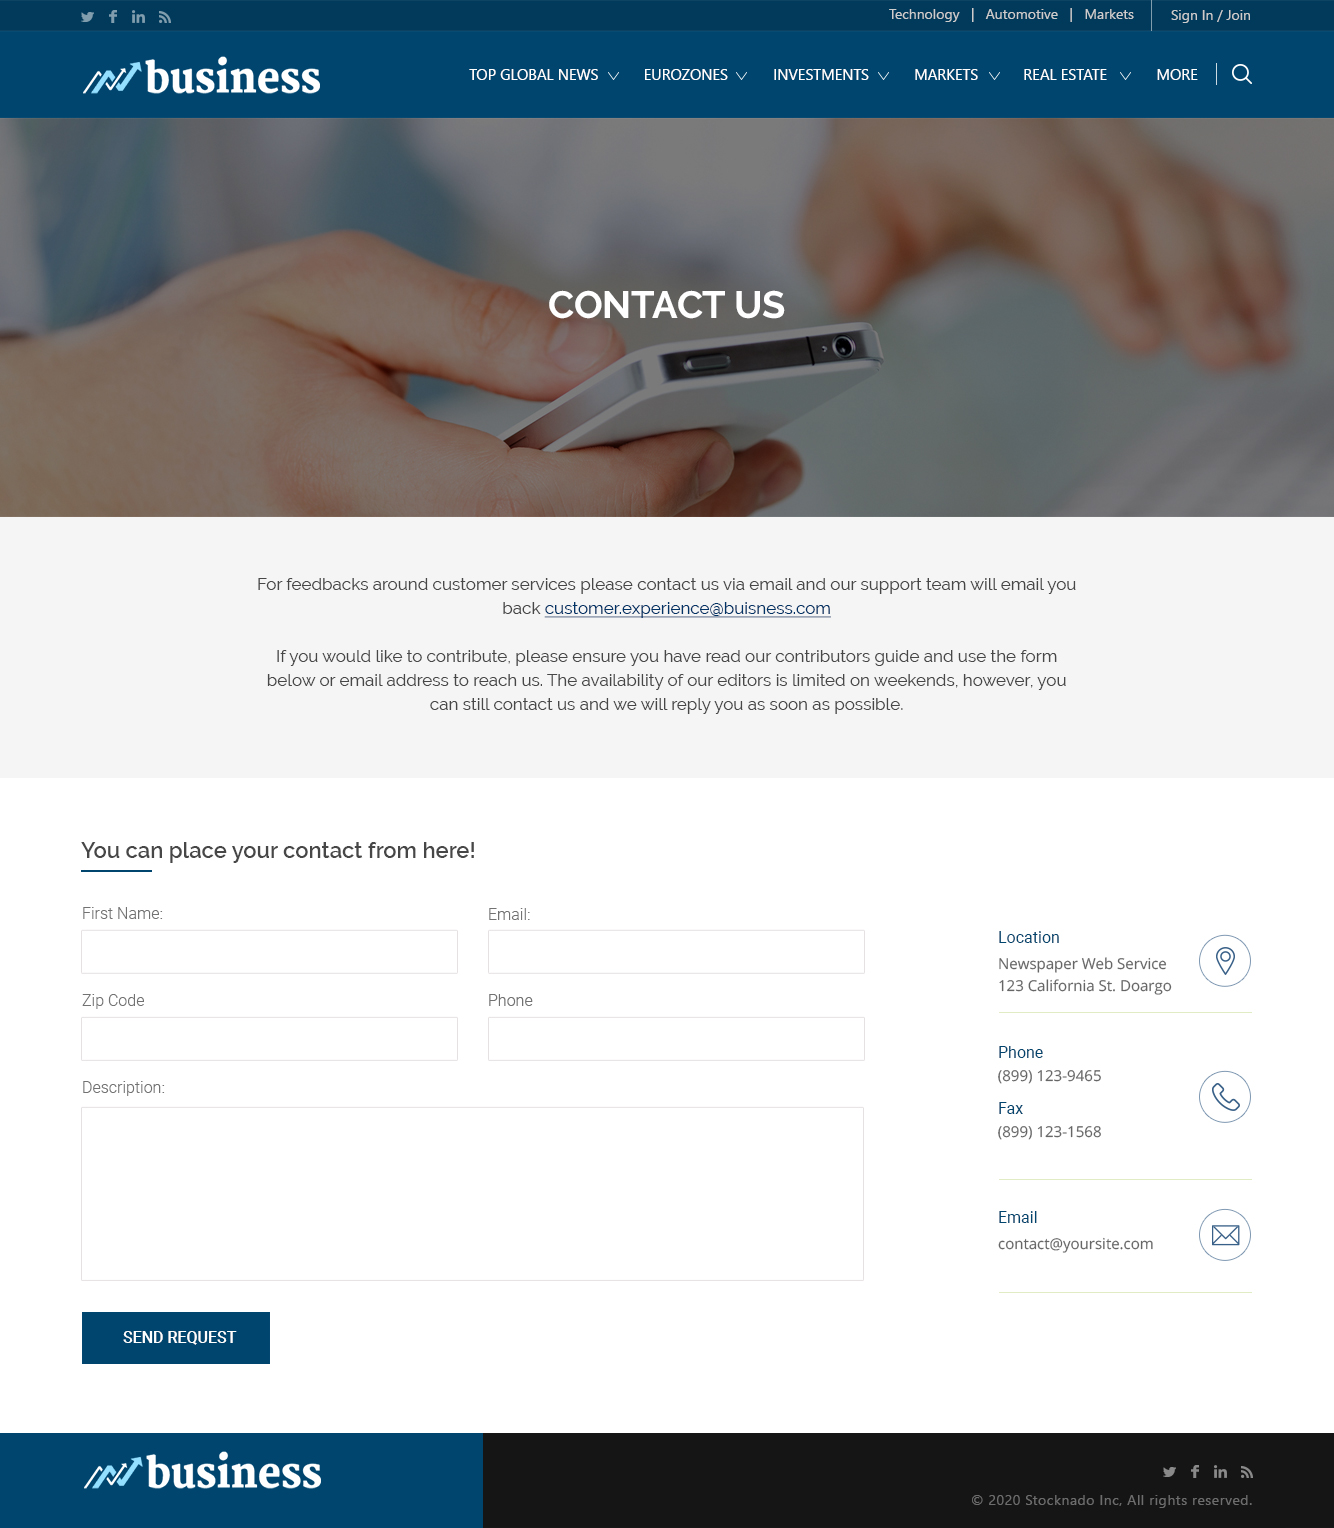 Technology | Automotive | Markets
Sign In / Join
business
TOP GLOBAL NEWS
EUROZONES
INVESTMENTS
MARKETS
REAL ESTATE
MORE
CONTACT US
For feedbacks around customer services please contact us via email and our support team will email you
back customer.experience@buisness.com
If you would like to contribute, please ensure you have read our contributors guide and use the form
below or email address to reach us. The availability of our editors is limited on weekends, however, you
can still contact us and we will reply you as soon as possible.
You can place your contact from here!
First Name:
Email:
Zip Code
Phone
Description:
SEND REQUEST
Location
Newspaper Web Service
123 California St. Doargo
Phone
(899) 123-9465
Fax
(899) 123-1568
Email
contact@yoursite.com
business
© 2020 Stocknado Inc, All rights reserved.